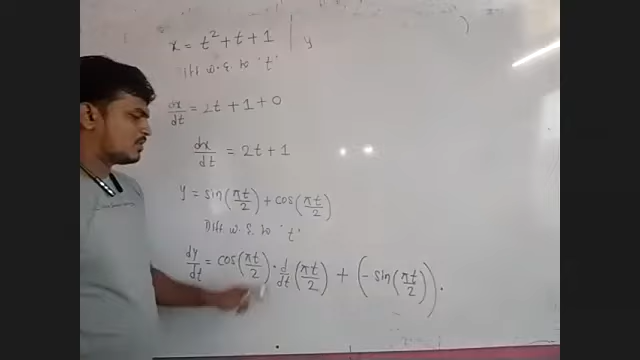 x = t² + t + 1 | y
Diff w.r. to 't'
dx/dt = 2t + 1 + 0
dx/dt = 2t + 1
y = sin(πt/2) + cos(πt/2)
Diff w.r. to 't'
dy/dt = cos(πt/2) · d/dt(πt/2) + (-sin(πt/2)) ·